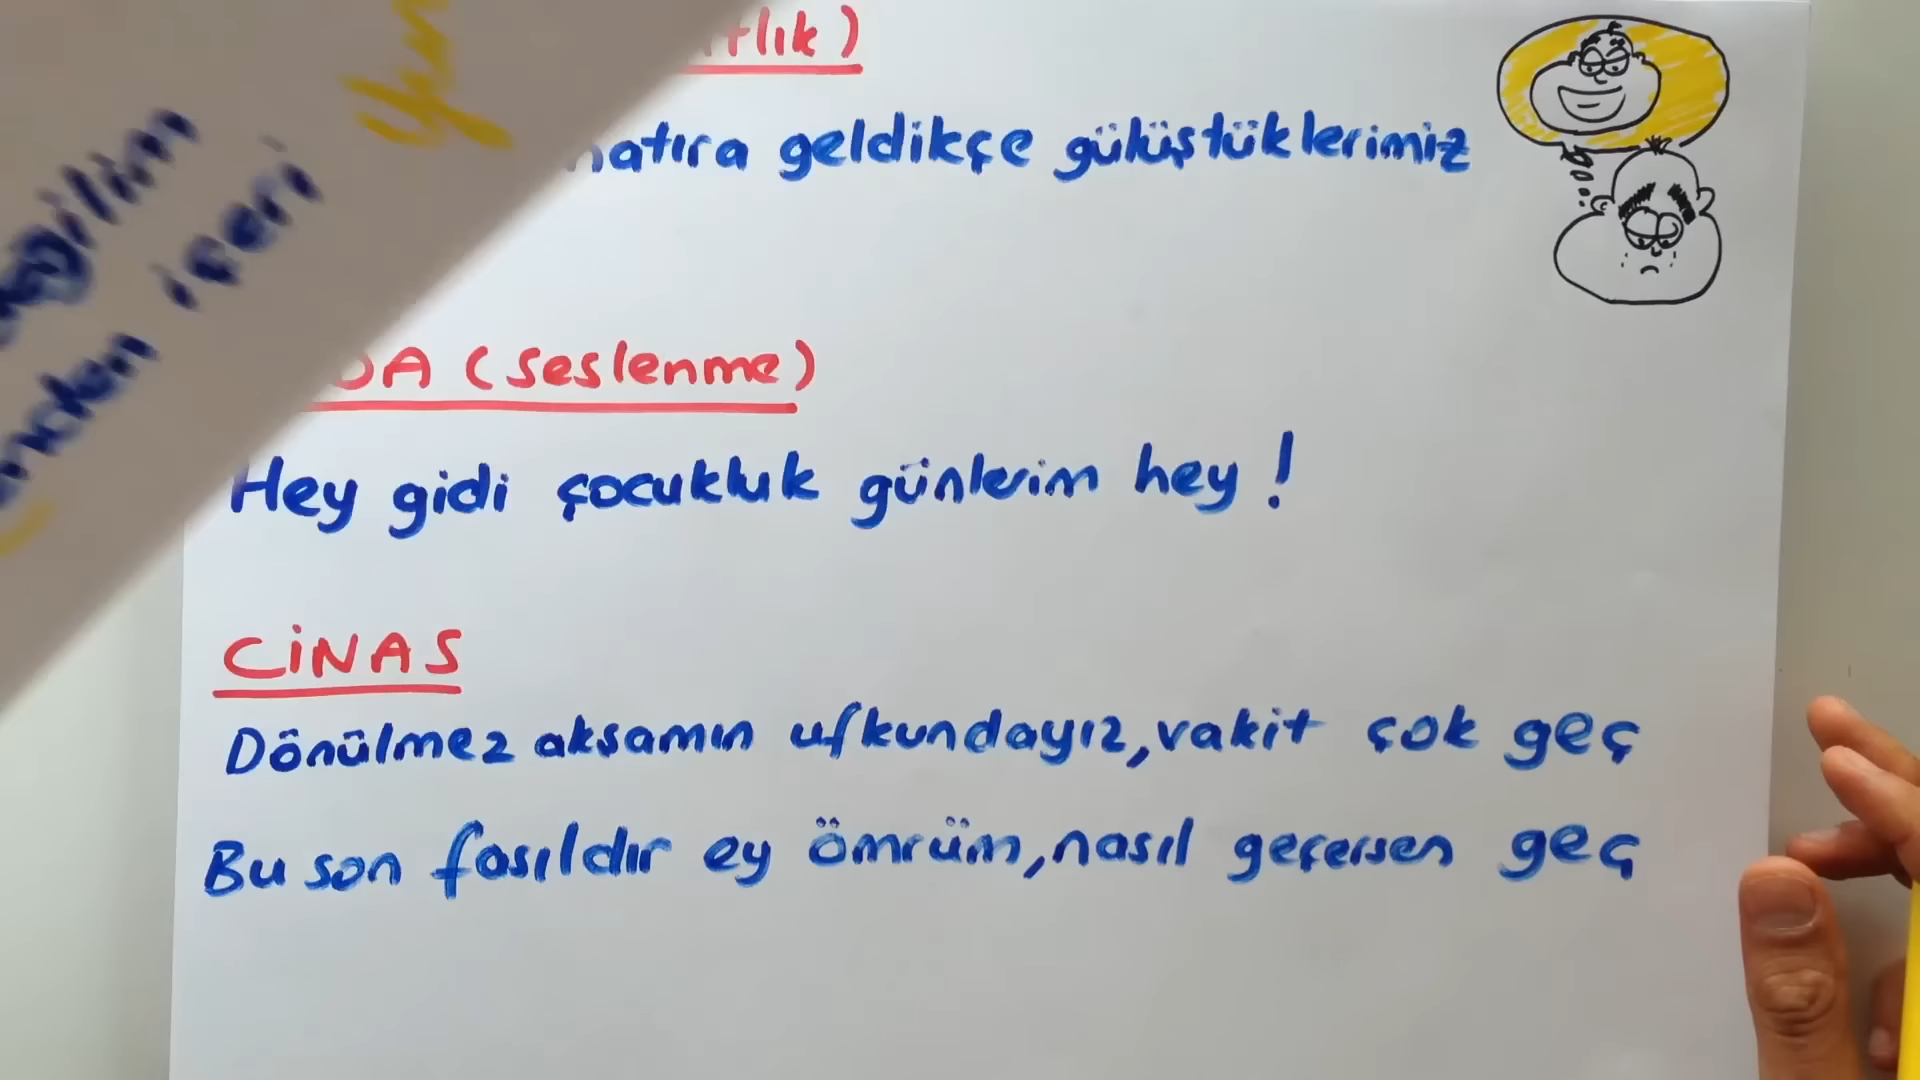 geldikçe gülüştüklerimiz
(seslenme)
Hey gidi çocukluk günlerim hey!
CİNAS
Dönülmez akşamın ufkundayız, vakit çok geç
Bu son fasıldır ey ömrüm, nasıl geçersen geç
içeri